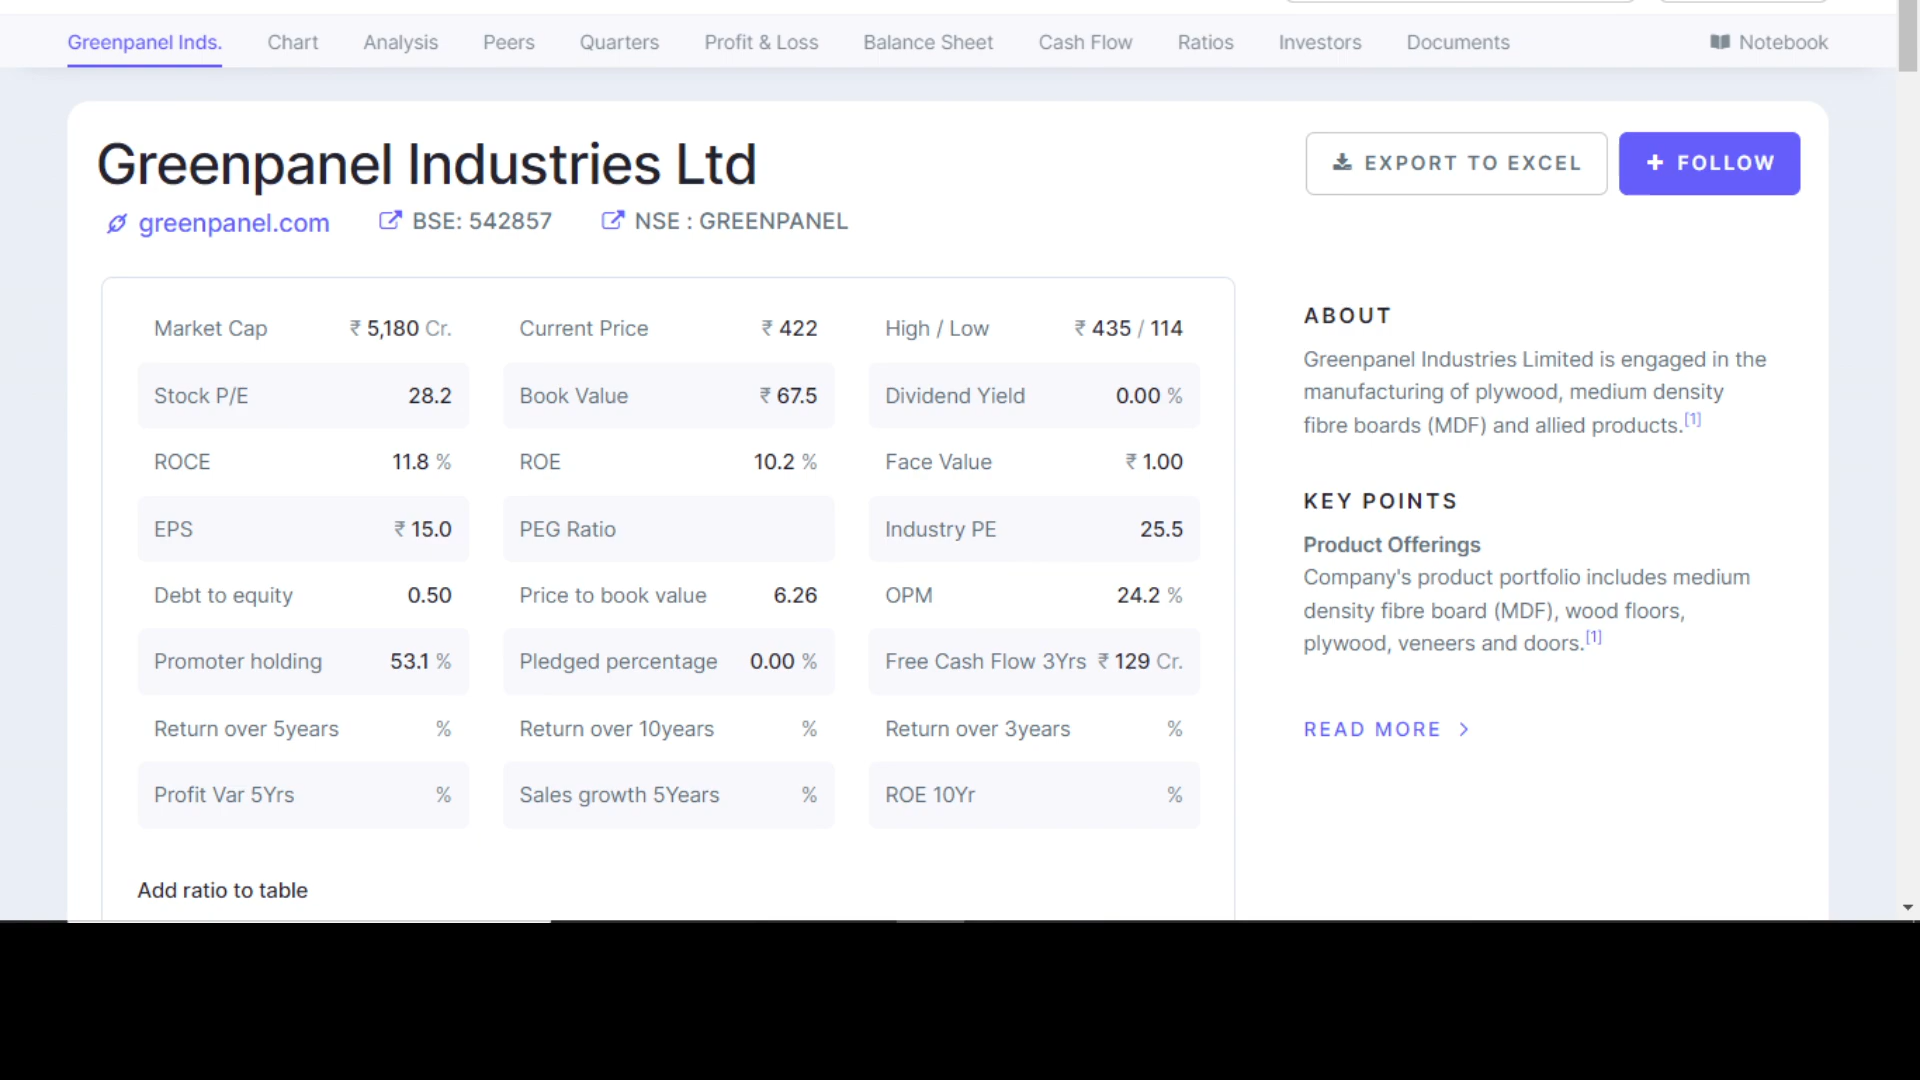 Greenpanel Inds. Chart Analysis Peers Quarters Profit & Loss Balance Sheet Cash Flow Ratios Investors Documents Notebook
Greenpanel Industries Ltd
EXPORT TO EXCEL
+ FOLLOW
greenpanel.com BSE: 542857 NSE : GREENPANEL
Market Cap ₹ 5,180 Cr. Current Price ₹ 422 High / Low ₹ 435 / 114
Stock P/E 28.2 Book Value ₹ 67.5 Dividend Yield 0.00 %
ROCE 11.8 % ROE 10.2 % Face Value ₹ 1.00
EPS ₹ 15.0 PEG Ratio Industry PE 25.5
Debt to equity 0.50 Price to book value 6.26 OPM 24.2 %
Promoter holding 53.1 % Pledged percentage 0.00 % Free Cash Flow 3Yrs ₹ 129 Cr.
Return over 5years % Return over 10years % Return over 3years %
Profit Var 5Yrs % Sales growth 5Years % ROE 10Yr %
Add ratio to table
ABOUT
Greenpanel Industries Limited is engaged in the
manufacturing of plywood, medium density
fibre boards (MDF) and allied products.[1]
KEY POINTS
Product Offerings
Company's product portfolio includes medium
density fibre board (MDF), wood floors,
plywood, veneers and doors.[1]
READ MORE >